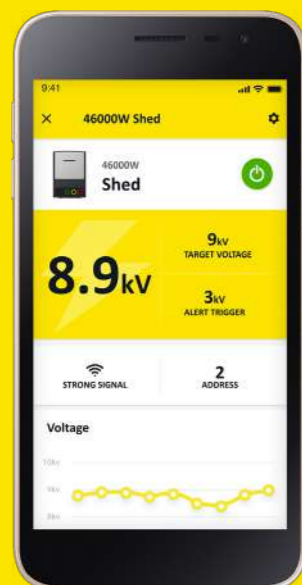 9:41
46000W Shed
46000W
Shed
8.9kV
9kV
TARGET VOLTAGE
3kV
ALERT TRIGGER
STRONG SIGNAL
2
ADDRESS
Voltage
10kv
9kv
8kv